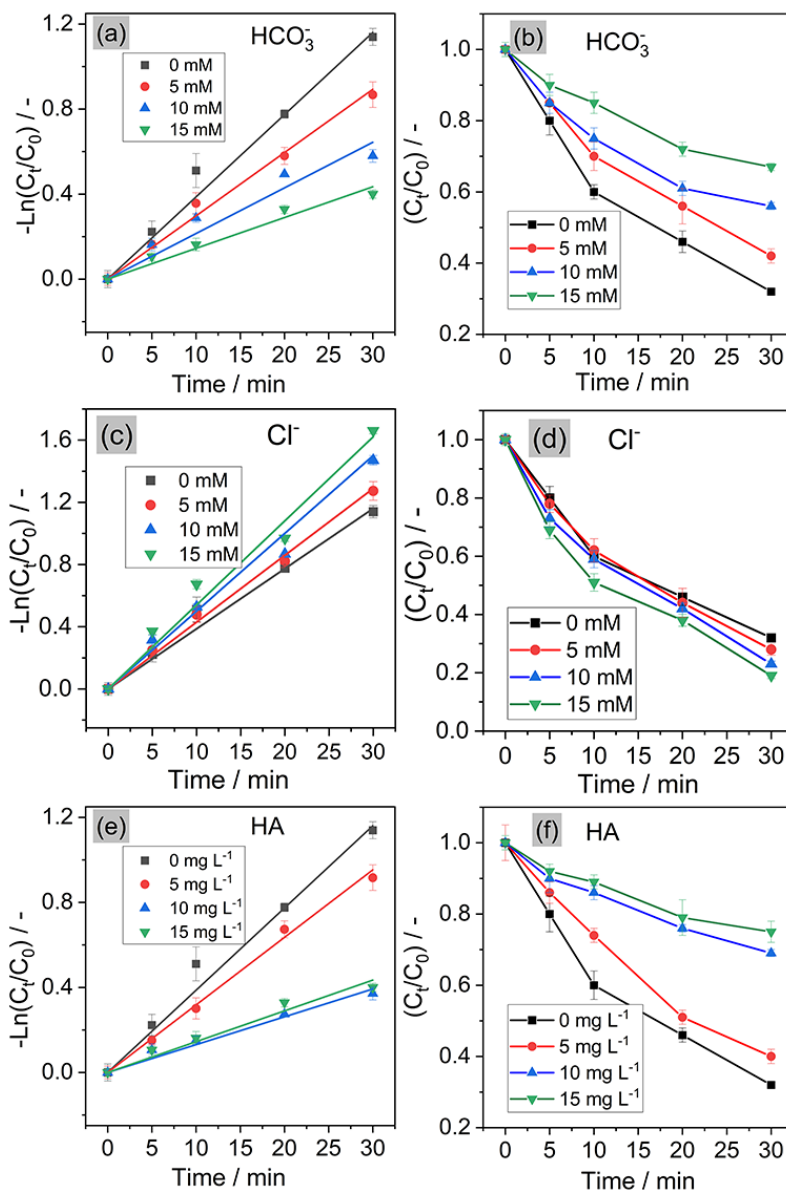 (a) HCO₃⁻
0 mM
5 mM
10 mM
15 mM
-Ln(Cₜ/C₀) / -
1.2
0.8
0.4
0.0
0 5 10 15 20 25 30
Time / min
(b) HCO₃⁻
0 mM
5 mM
10 mM
15 mM
(Cₜ/C₀) / -
1.0
0.8
0.6
0.4
0.2
0 5 10 15 20 25 30
Time / min
(c) Cl⁻
0 mM
5 mM
10 mM
15 mM
-Ln(Cₜ/C₀) / -
1.6
1.2
0.8
0.4
0.0
0 5 10 15 20 25 30
Time / min
(d) Cl⁻
0 mM
5 mM
10 mM
15 mM
(Cₜ/C₀) / -
1.0
0.8
0.6
0.4
0.2
0.0
0 5 10 15 20 25 30
Time / min
(e) HA
0 mg L⁻¹
5 mg L⁻¹
10 mg L⁻¹
15 mg L⁻¹
-Ln(Cₜ/C₀) / -
1.2
0.8
0.4
0.0
0 5 10 15 20 25 30
Time / min
(f) HA
0 mg L⁻¹
5 mg L⁻¹
10 mg L⁻¹
15 mg L⁻¹
(Cₜ/C₀) / -
1.0
0.8
0.6
0.4
0.2
0 5 10 15 20 25 30
Time / min